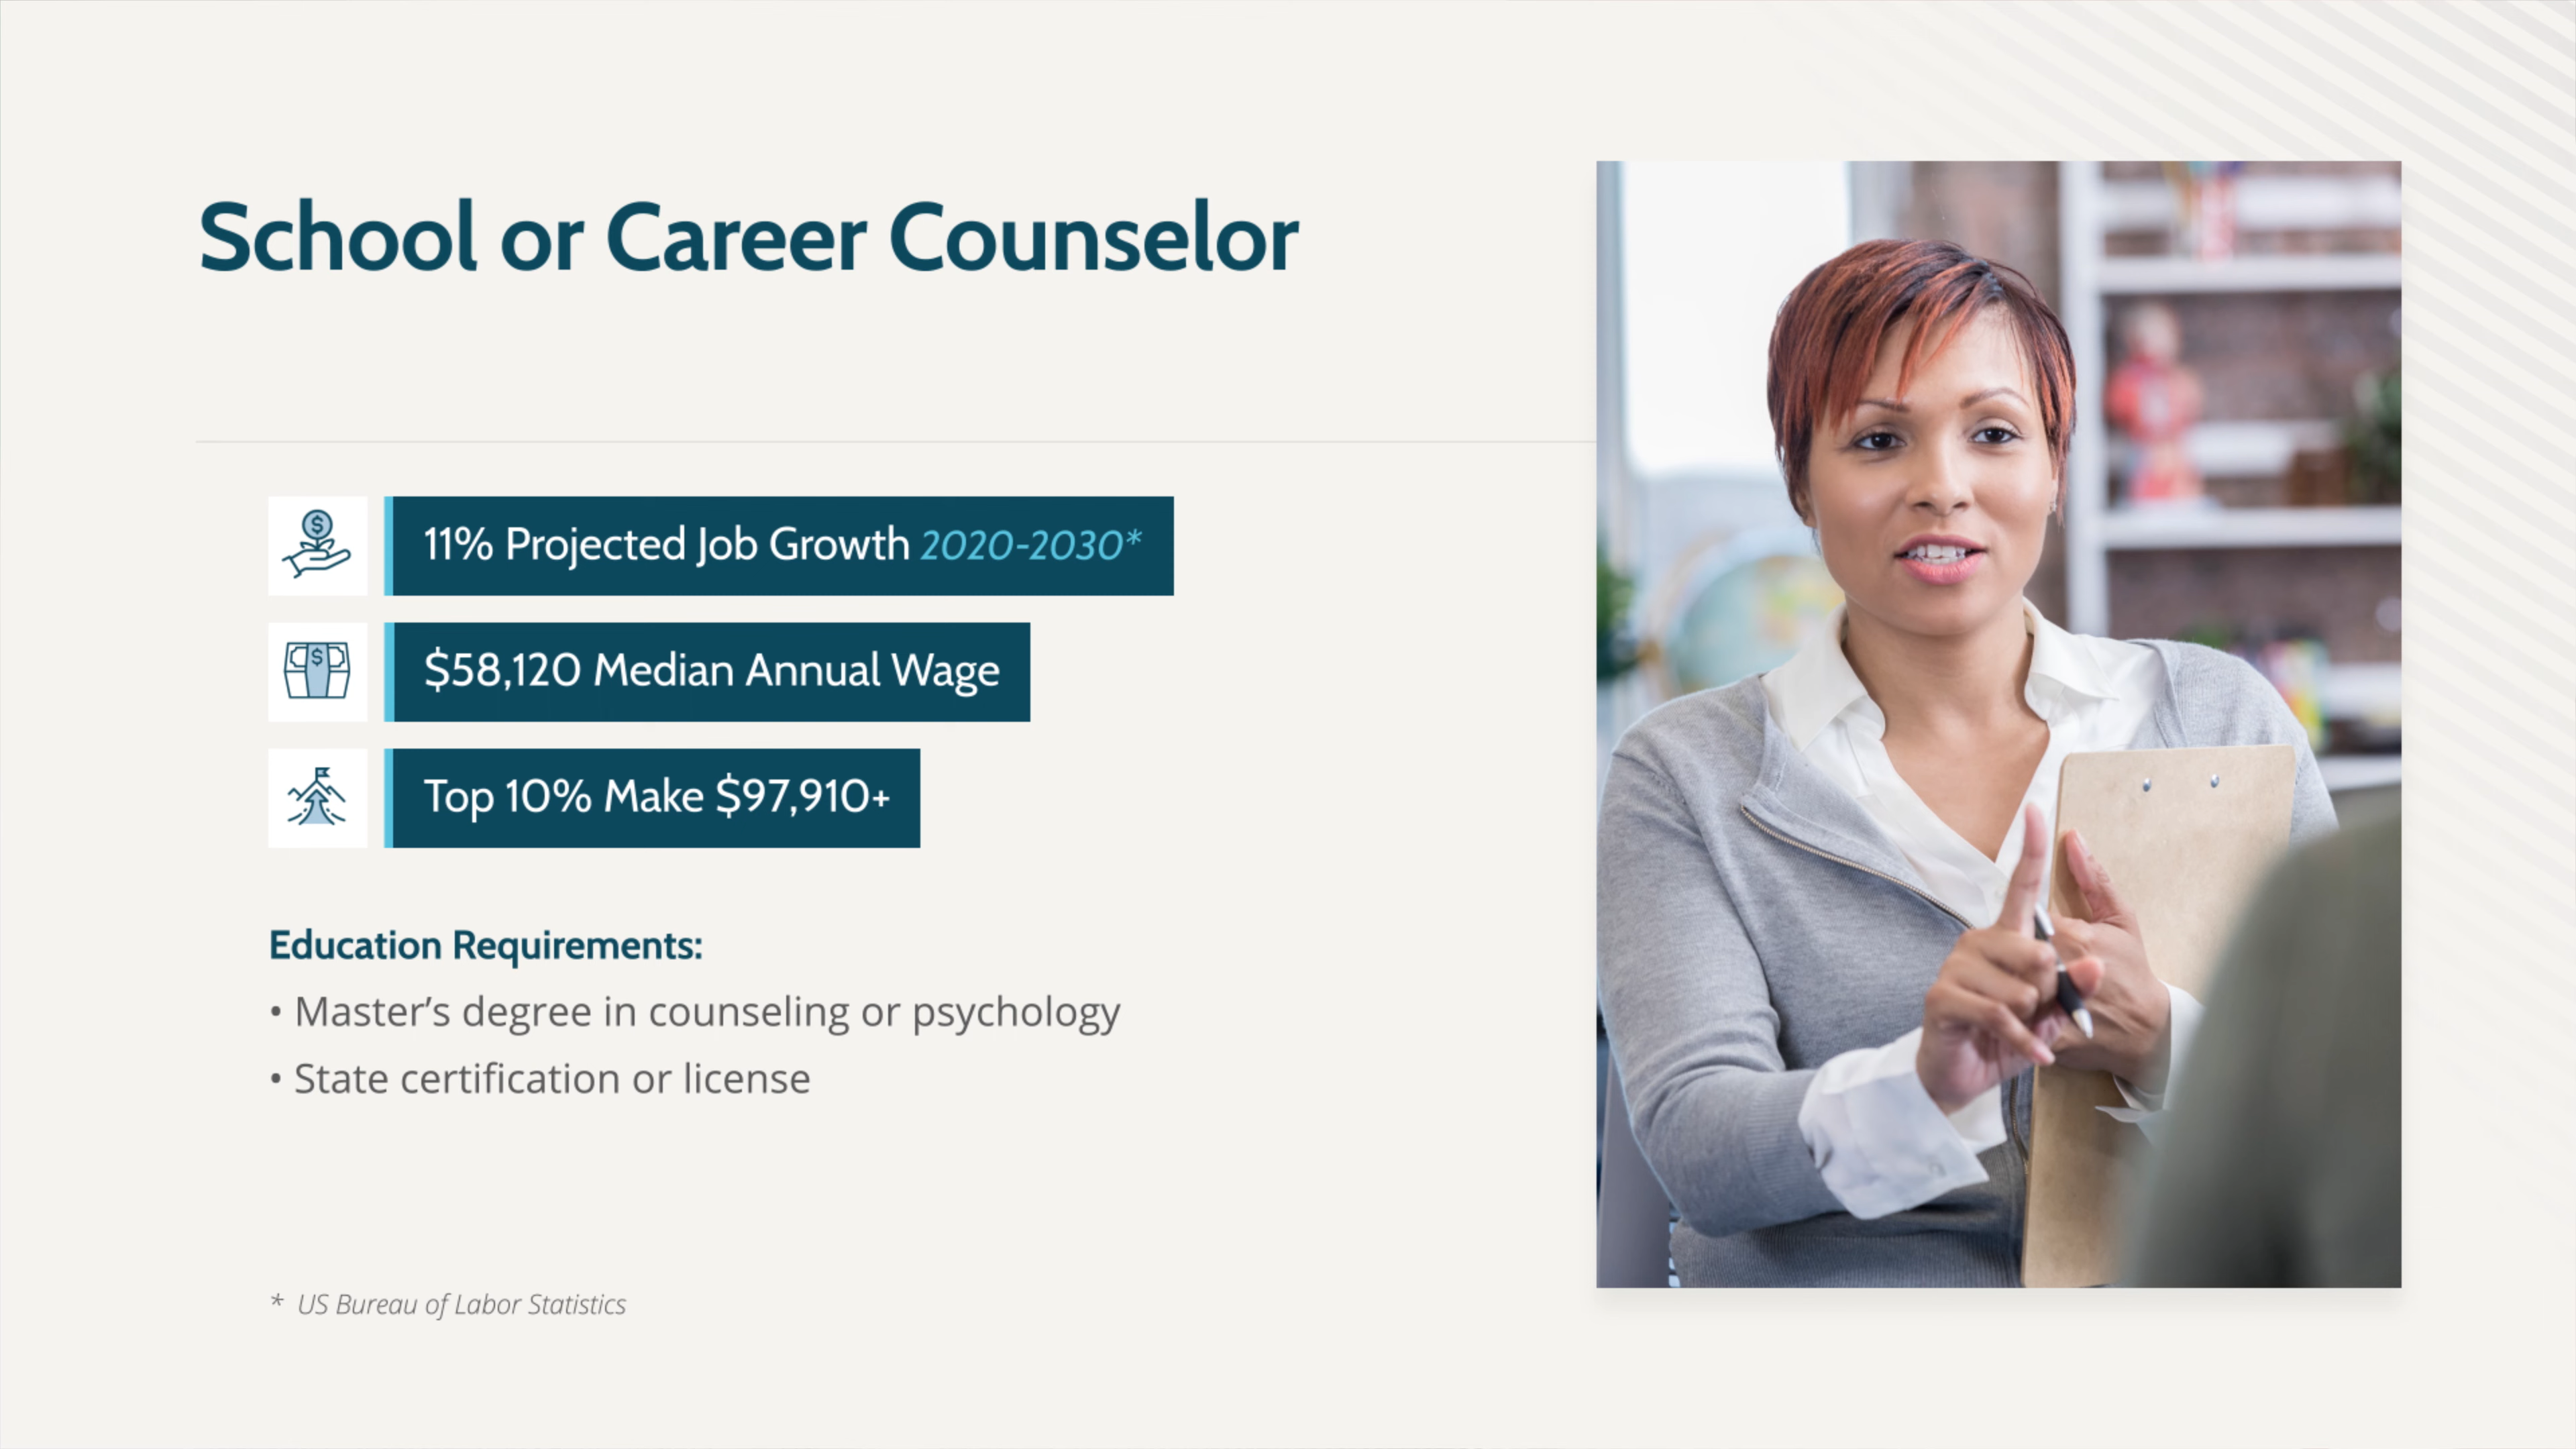 School or Career Counselor
11% Projected Job Growth 2020-2030*
$58,120 Median Annual Wage
Top 10% Make $97,910+
Education Requirements:
• Master’s degree in counseling or psychology
• State certification or license
* US Bureau of Labor Statistics